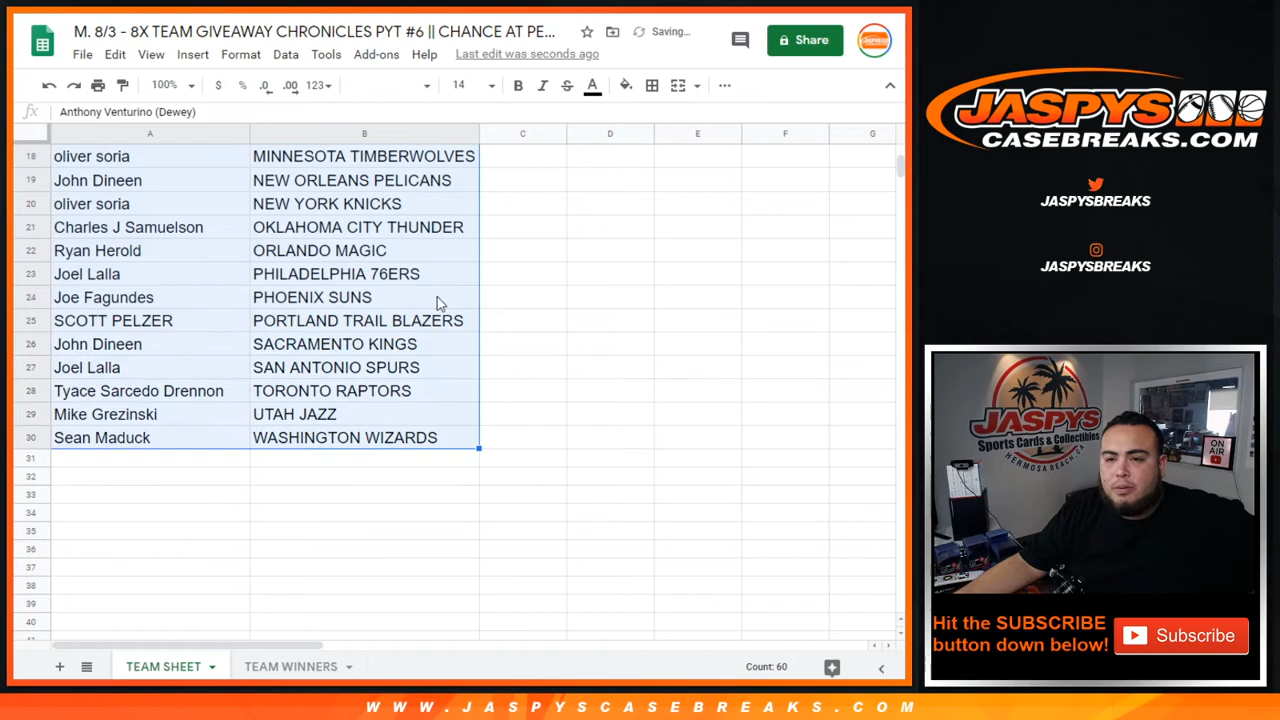 M. 8/3 - 8X TEAM GIVEAWAY CHRONICLES PYT #6 || CHANCE AT PE...
Saving...
Share
File Edit View Insert Format Data Tools Add-ons Help Last edit was seconds ago
100% $ % .0 .00 123 14 B I S A
fx Anthony Venturino (Dewey)
A B C D E F G
18 oliver soria MINNESOTA TIMBERWOLVES
19 John Dineen NEW ORLEANS PELICANS
20 oliver soria NEW YORK KNICKS
21 Charles J Samuelson OKLAHOMA CITY THUNDER
22 Ryan Herold ORLANDO MAGIC
23 Joel Lalla PHILADELPHIA 76ERS
24 Joe Fagundes PHOENIX SUNS
25 SCOTT PELZER PORTLAND TRAIL BLAZERS
26 John Dineen SACRAMENTO KINGS
27 Joel Lalla SAN ANTONIO SPURS
28 Tyace Sarcedo Drennon TORONTO RAPTORS
29 Mike Grezinski UTAH JAZZ
30 Sean Maduck WASHINGTON WIZARDS
31
32
33
34
35
36
37
38
39
40
TEAM SHEET TEAM WINNERS Count: 60
JASPYS
CASEBREAKS.COM
JASPYSBREAKS
JASPYSBREAKS
JASPYS
Sports Cards & Collectibles
HERMOSA BEACH, CA
ON AIR
Hit the SUBSCRIBE
button down below!
Subscribe
WWW.JASPYSCASEBREAKS.COM